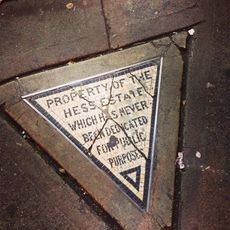 PROPERTY OF THE
HESS ESTATE
WHICH HAS NEVER
BEEN DEDICATED
FOR PUBLIC
PURPOSES